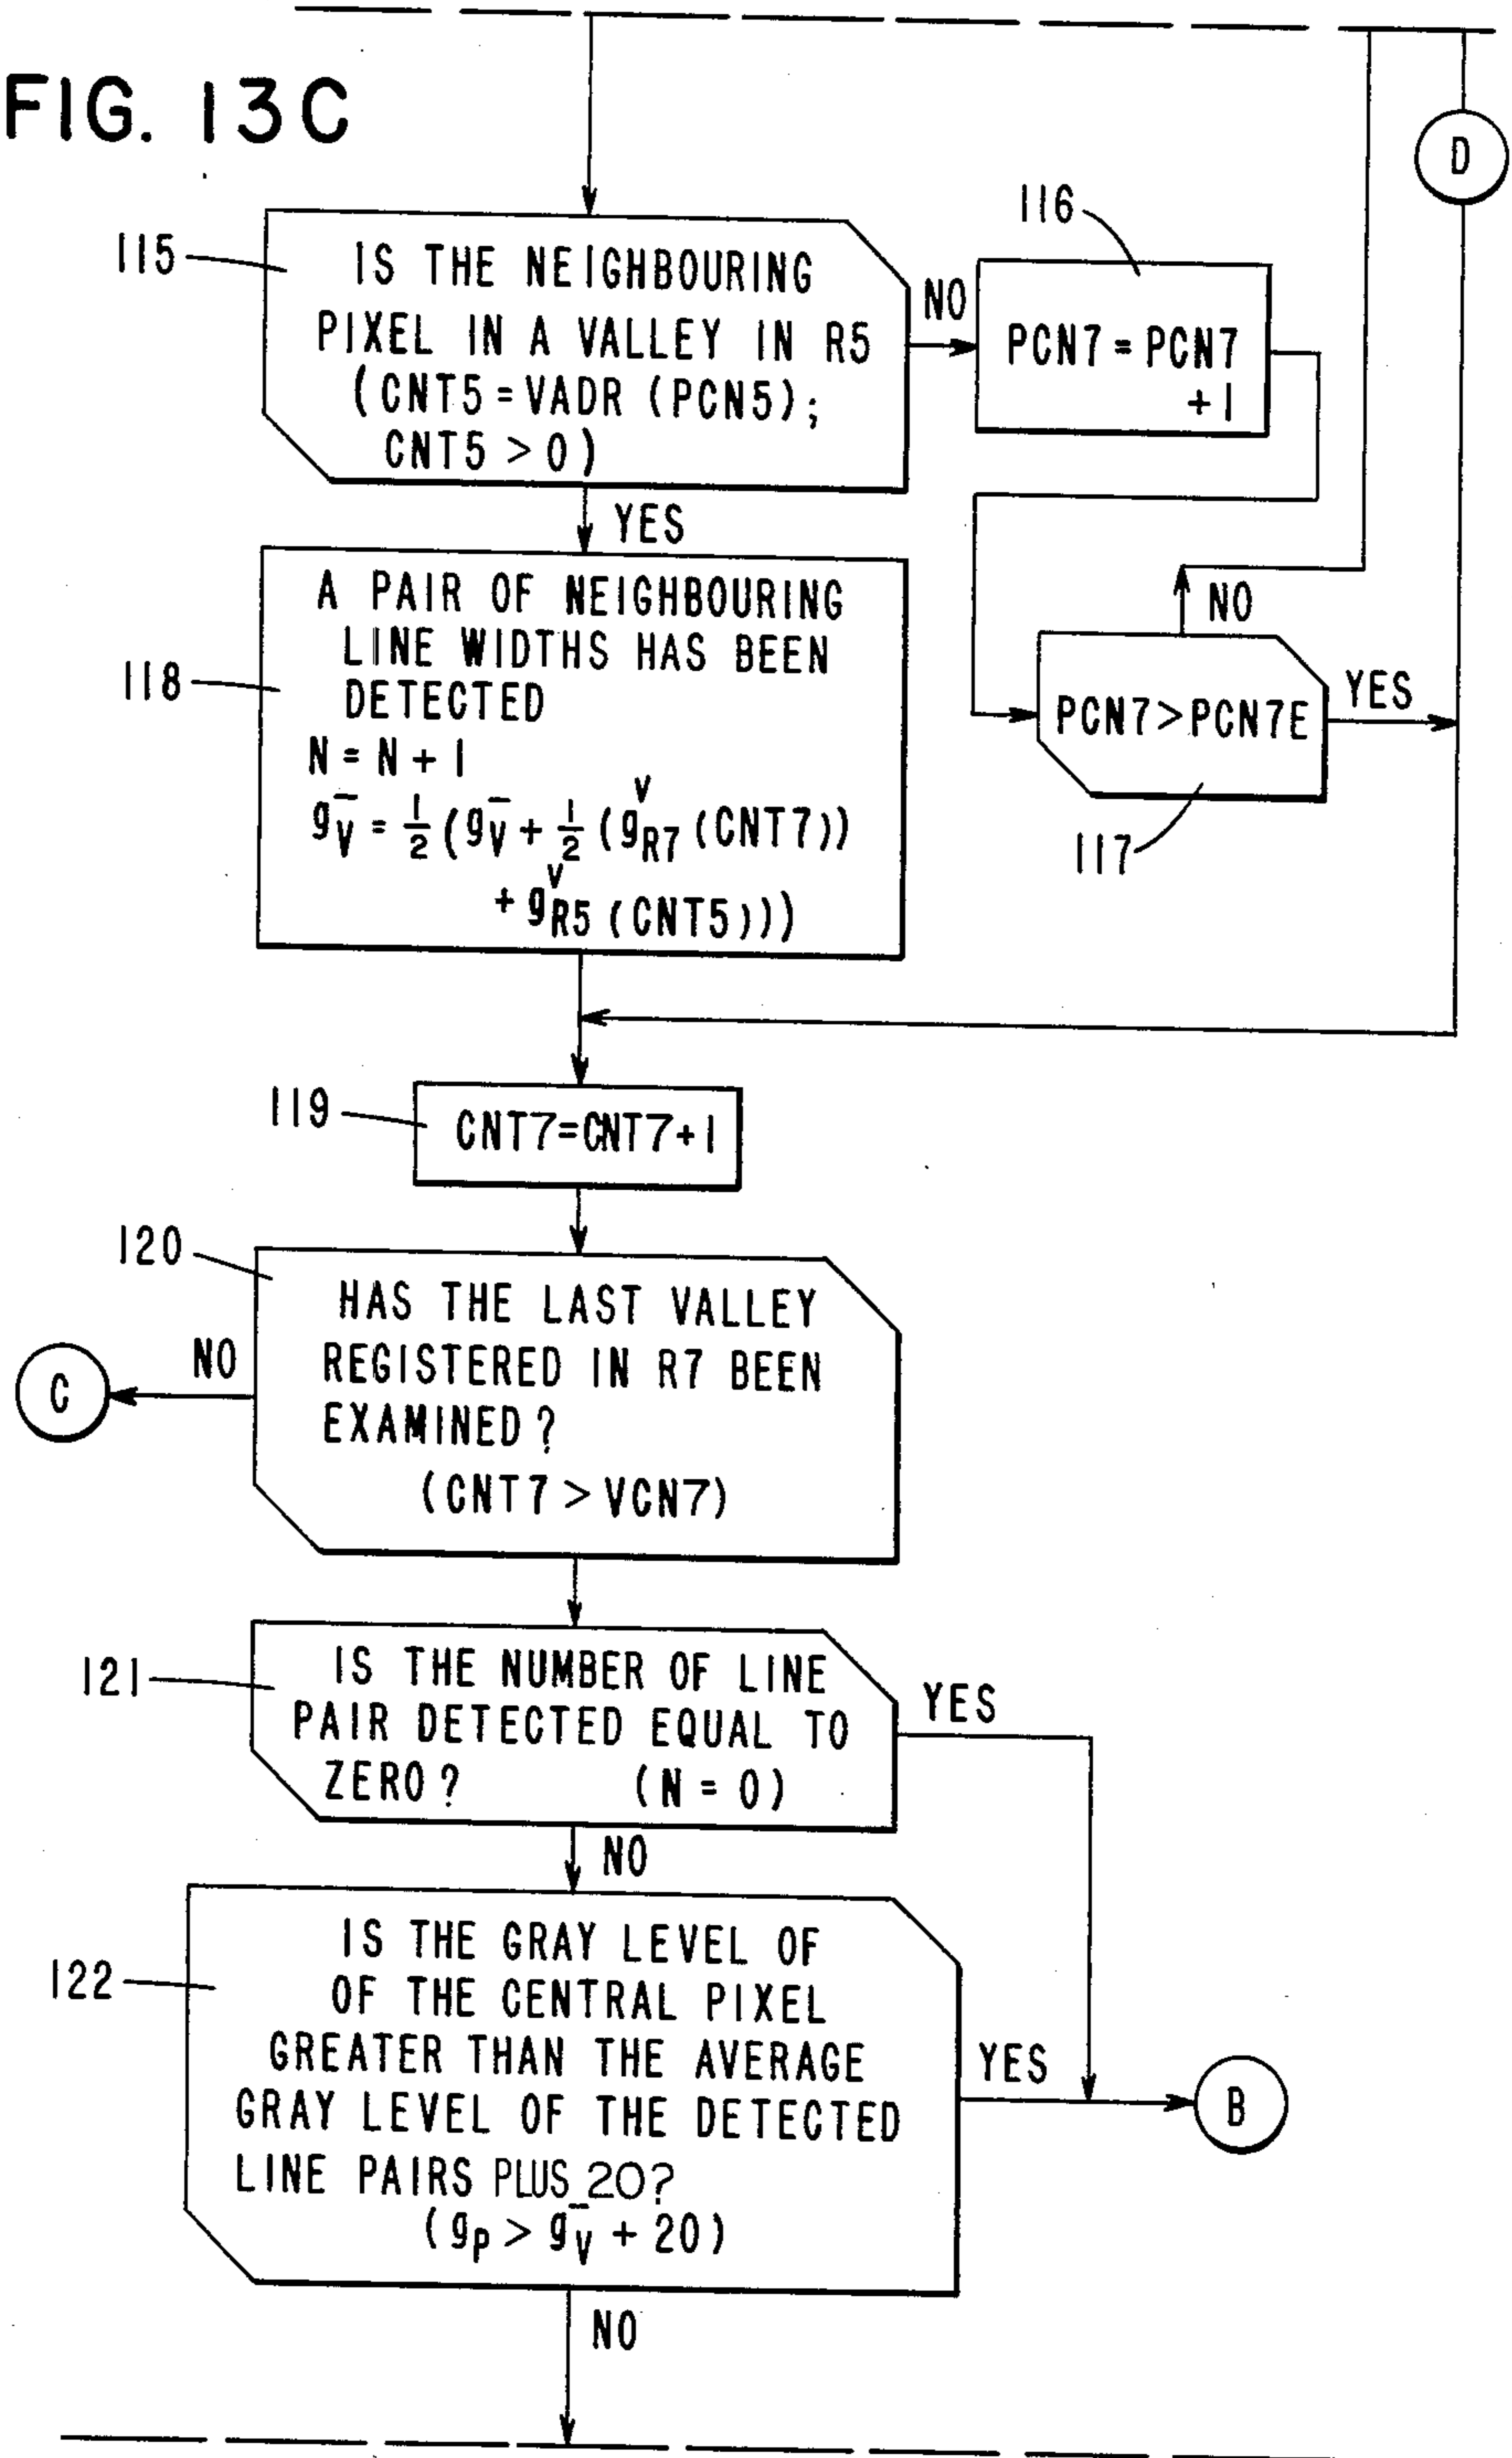 FIG. 13C
D
115
IS THE NEIGHBOURING
PIXEL IN A VALLEY IN R5
(CNT5 = VADR (PCN5);
CNT5 > 0)
NO
116
PCN7 = PCN7
+ 1
YES
118
A PAIR OF NEIGHBOURING
LINE WIDTHS HAS BEEN
DETECTED
N = N + 1
g_V̄ = 1/2 (g_V̄ + 1/2 (g^v_R7 (CNT7))
+ g^v_R5 (CNT5)))
NO
PCN7 > PCN7E
YES
117
119
CNT7=CNT7+1
120
HAS THE LAST VALLEY
REGISTERED IN R7 BEEN
EXAMINED ?
(CNT7 > VCN7)
NO
C
121
IS THE NUMBER OF LINE
PAIR DETECTED EQUAL TO
ZERO ? (N = 0)
YES
NO
122
IS THE GRAY LEVEL OF
OF THE CENTRAL PIXEL
GREATER THAN THE AVERAGE
GRAY LEVEL OF THE DETECTED
LINE PAIRS PLUS 20?
(g_P > g_V̄ + 20)
YES
B
NO